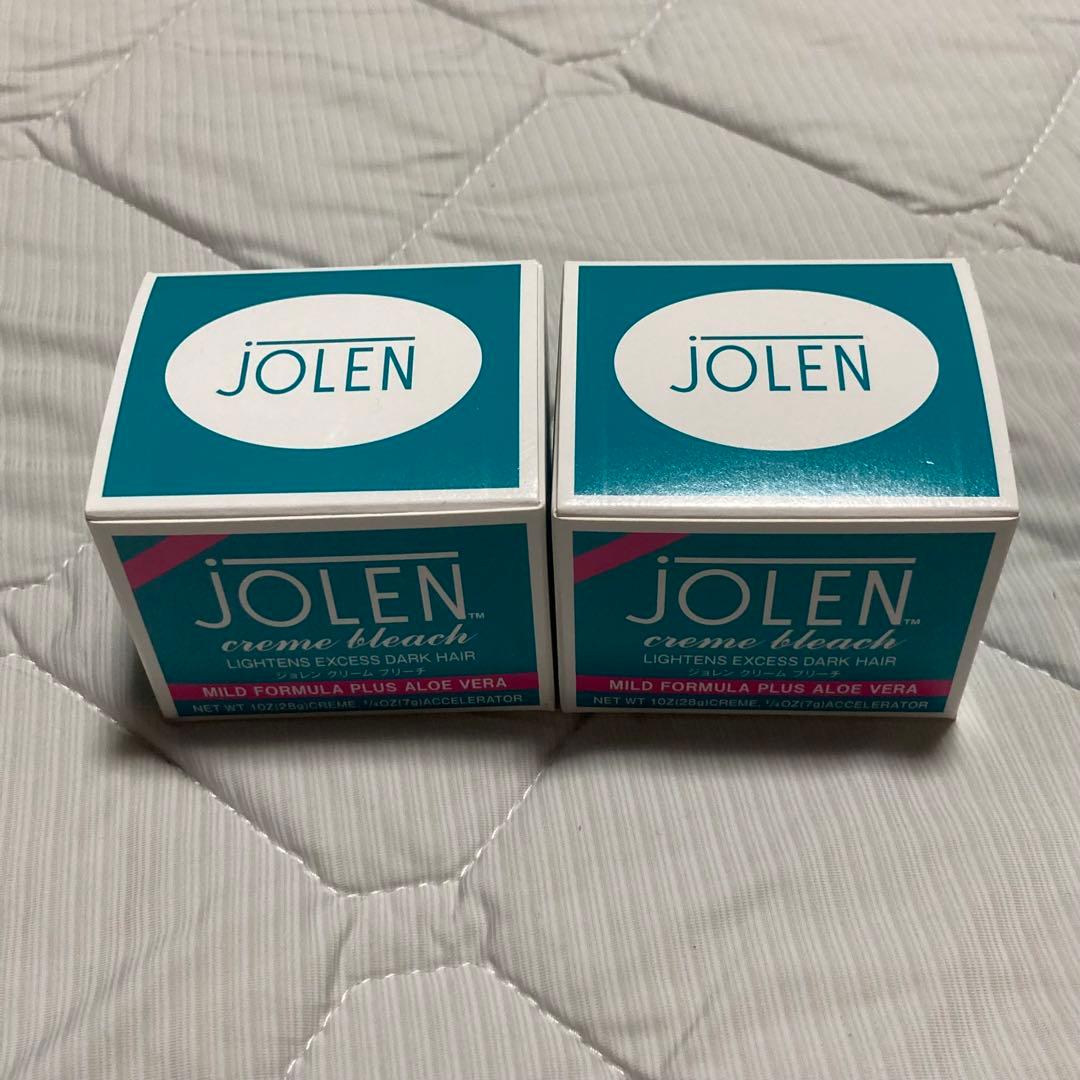 JOLEN
JOLEN
JOLEN™
creme bleach
LIGHTENS EXCESS DARK HAIR
ジョレン クリーム ブリーチ
MILD FORMULA PLUS ALOE VERA
NET WT 1OZ(28g)CREME, 1/4OZ(7g)ACCELERATOR
JOLEN™
creme bleach
LIGHTENS EXCESS DARK HAIR
ジョレン クリーム ブリーチ
MILD FORMULA PLUS ALOE VERA
NET WT 1OZ(28g)CREME, 1/4OZ(7g)ACCELERATOR